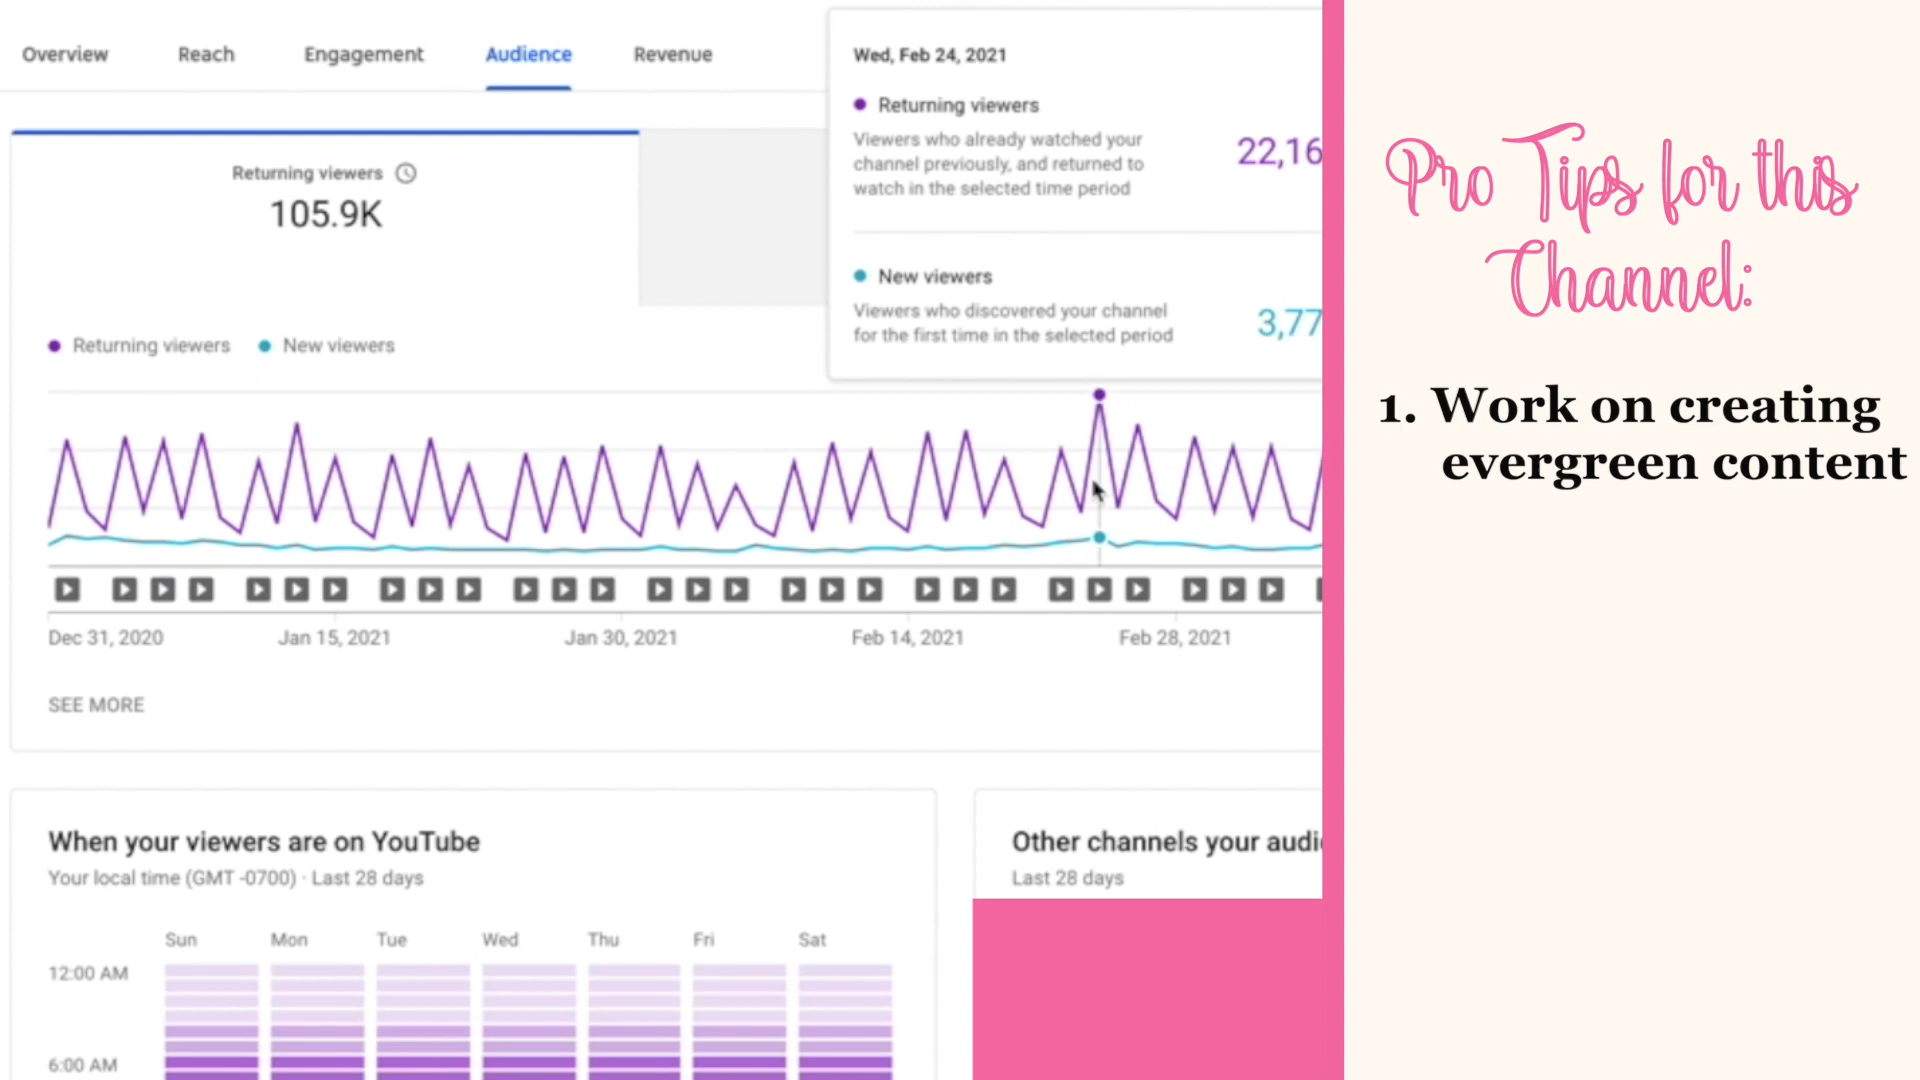 Overview Reach Engagement Audience Revenue
Returning viewers
105.9K
Wed, Feb 24, 2021
Returning viewers
Viewers who already watched your
channel previously, and returned to
watch in the selected time period
22,16
New viewers
Viewers who discovered your channel
for the first time in the selected period
3,77
Returning viewers New viewers
Dec 31, 2020 Jan 15, 2021 Jan 30, 2021 Feb 14, 2021 Feb 28, 2021
SEE MORE
When your viewers are on YouTube
Your local time (GMT -0700) · Last 28 days
Sun Mon Tue Wed Thu Fri Sat
12:00 AM
6:00 AM
Other channels your audi
Last 28 days
Pro Tips for this
Channel:
1. Work on creating
evergreen content